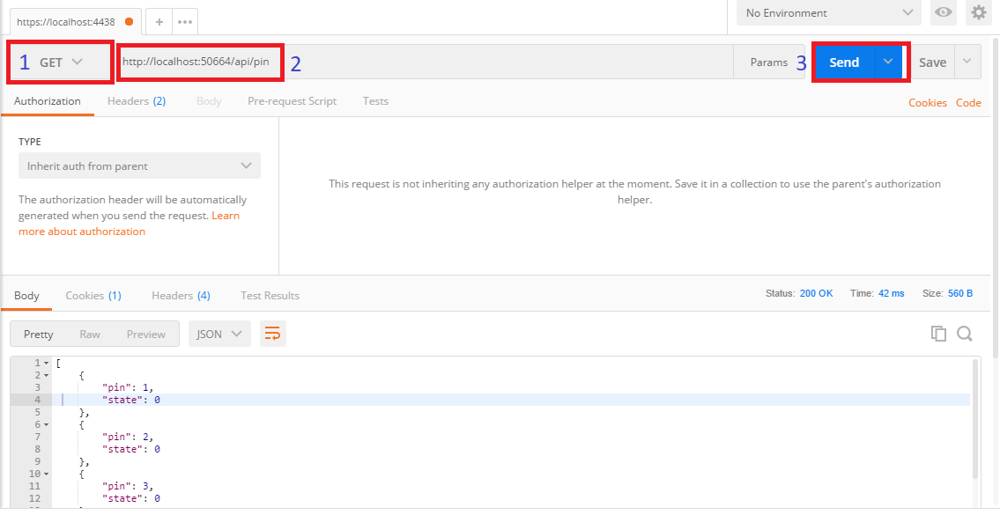 https://localhost:4438
No Environment
1 GET http://localhost:50664/api/pin 2 Params 3 Send Save
Authorization Headers (2) Body Pre-request Script Tests Cookies Code
TYPE
Inherit auth from parent
The authorization header will be automatically
generated when you send the request. Learn
more about authorization
This request is not inheriting any authorization helper at the moment. Save it in a collection to use the parent's authorization
helper.
Body Cookies (1) Headers (4) Test Results Status: 200 OK Time: 42 ms Size: 560 B
Pretty Raw Preview JSON
1 [
2 {
3 "pin": 1,
4 "state": 0
5 },
6 {
7 "pin": 2,
8 "state": 0
9 },
10 {
11 "pin": 3,
12 "state": 0